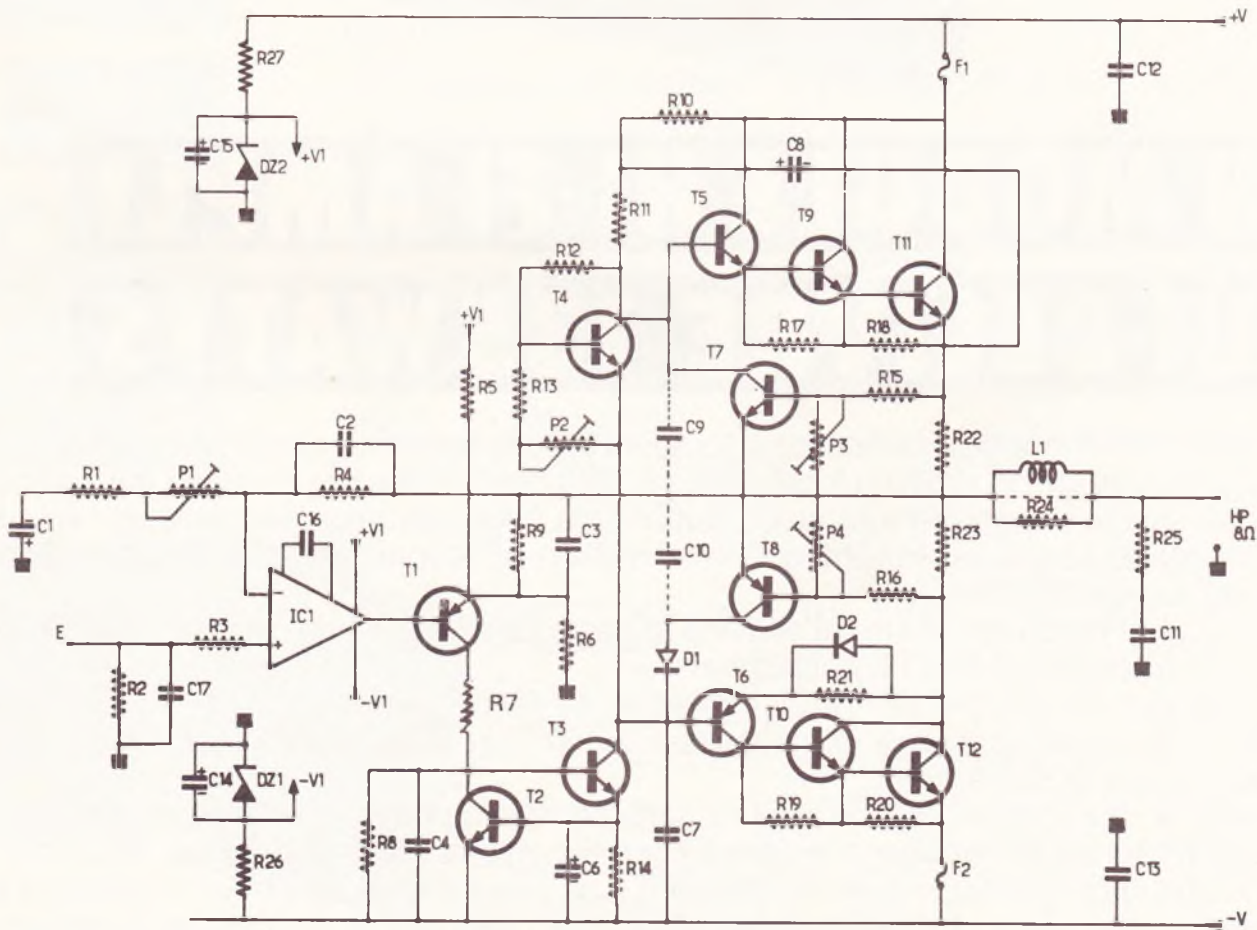 +V
R27
F1
C12
R10
C15
+V1
DZ2
C8
T5
R11
T9
R12
T11
T4
+V1
R17
R18
T7
R5
R13
R15
C2
P2
C9
P3
R22
L1
R1
P1
R4
R24
C1
C16
+V1
R9
C3
P4
R23
HP
8Ω
T1
C10
T8
R25
IC1
R16
E
R3
R6
D2
C11
R2
C17
-V1
D1
T6
R21
R7
T10
T3
T12
C14
DZ1
-V1
T2
R19
R20
R8
C4
C7
R26
C6
R14
F2
C13
-V